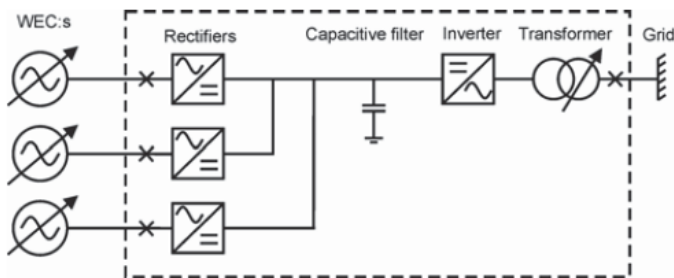 WEC:s
Rectifiers
Capacitive filter
Inverter
Transformer
Grid